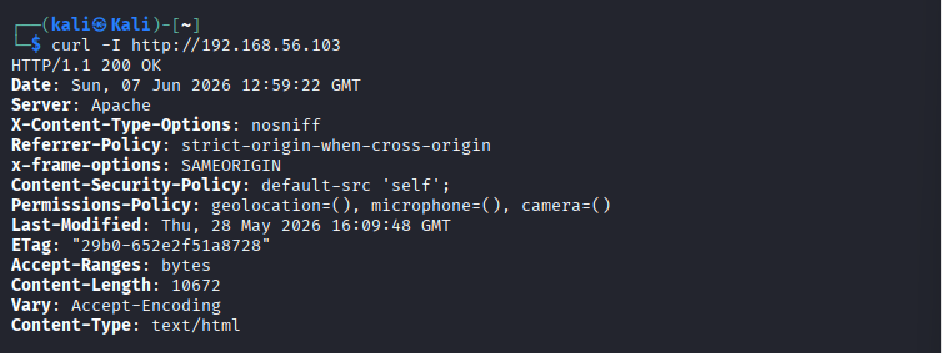 ┌──(kali㉿Kali)-[~]
└─$ curl -I http://192.168.56.103
HTTP/1.1 200 OK
Date: Sun, 07 Jun 2026 12:59:22 GMT
Server: Apache
X-Content-Type-Options: nosniff
Referrer-Policy: strict-origin-when-cross-origin
x-frame-options: SAMEORIGIN
Content-Security-Policy: default-src 'self';
Permissions-Policy: geolocation=(), microphone=(), camera=()
Last-Modified: Thu, 28 May 2026 16:09:48 GMT
ETag: "29b0-652e2f51a8728"
Accept-Ranges: bytes
Content-Length: 10672
Vary: Accept-Encoding
Content-Type: text/html